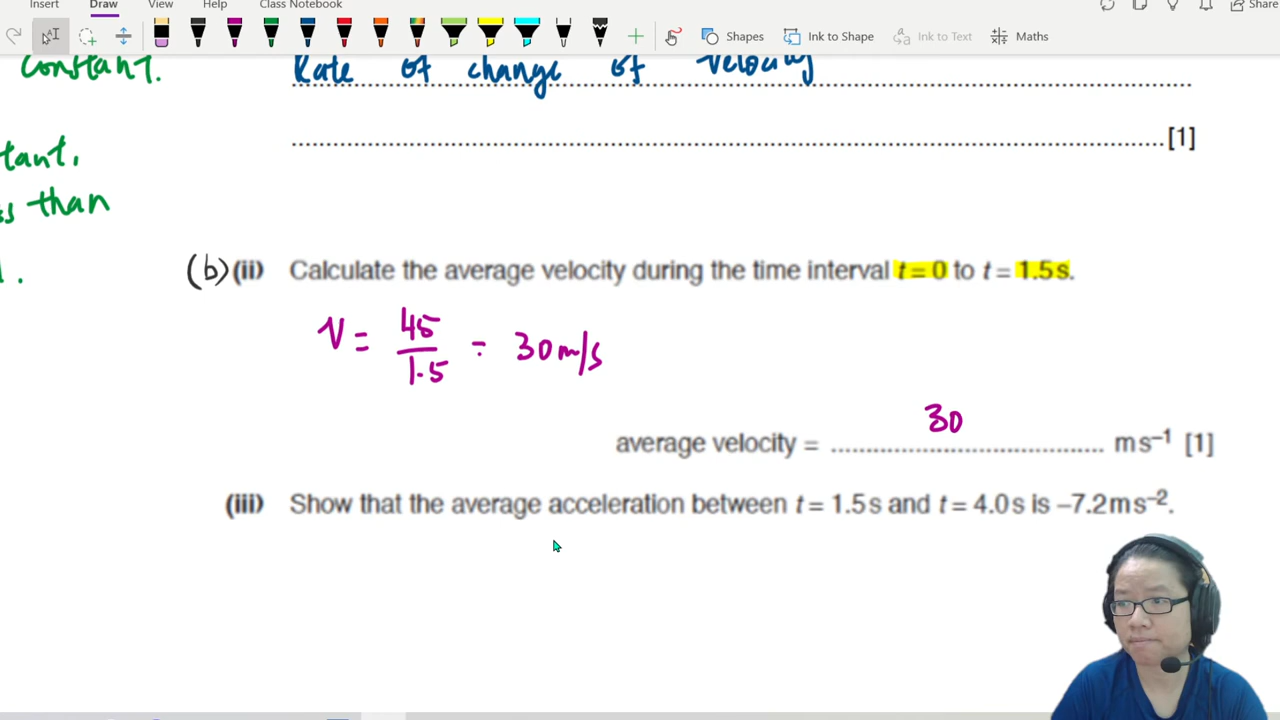 Insert Draw View Help Class Notebook Share
Shapes Ink to Shape Ink to Text Maths
constant. Rate of change of velocity
[1]
tant,
than
(b) (ii) Calculate the average velocity during the time interval t = 0 to t = 1.5 s.
V = 45/1.5 = 30 m/s
30
average velocity = ................ m s⁻¹ [1]
(iii) Show that the average acceleration between t = 1.5 s and t = 4.0 s is –7.2 m s⁻².